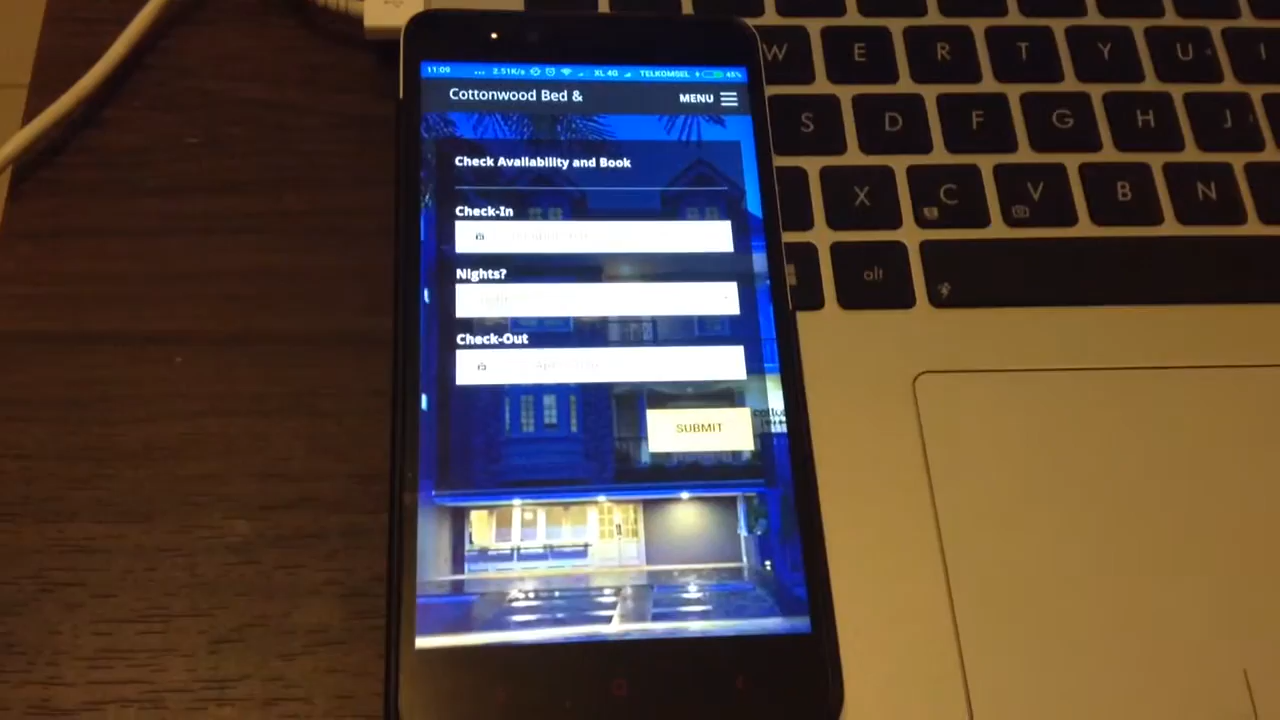 11:09 ... 2.51K/s XL 4G TELKOMSEL 45%
Cottonwood Bed &
MENU
Check Availability and Book
Check-In
Nights?
Check-Out
SUBMIT
W E R T Y U I
S D F G H J
X C V B N
alt